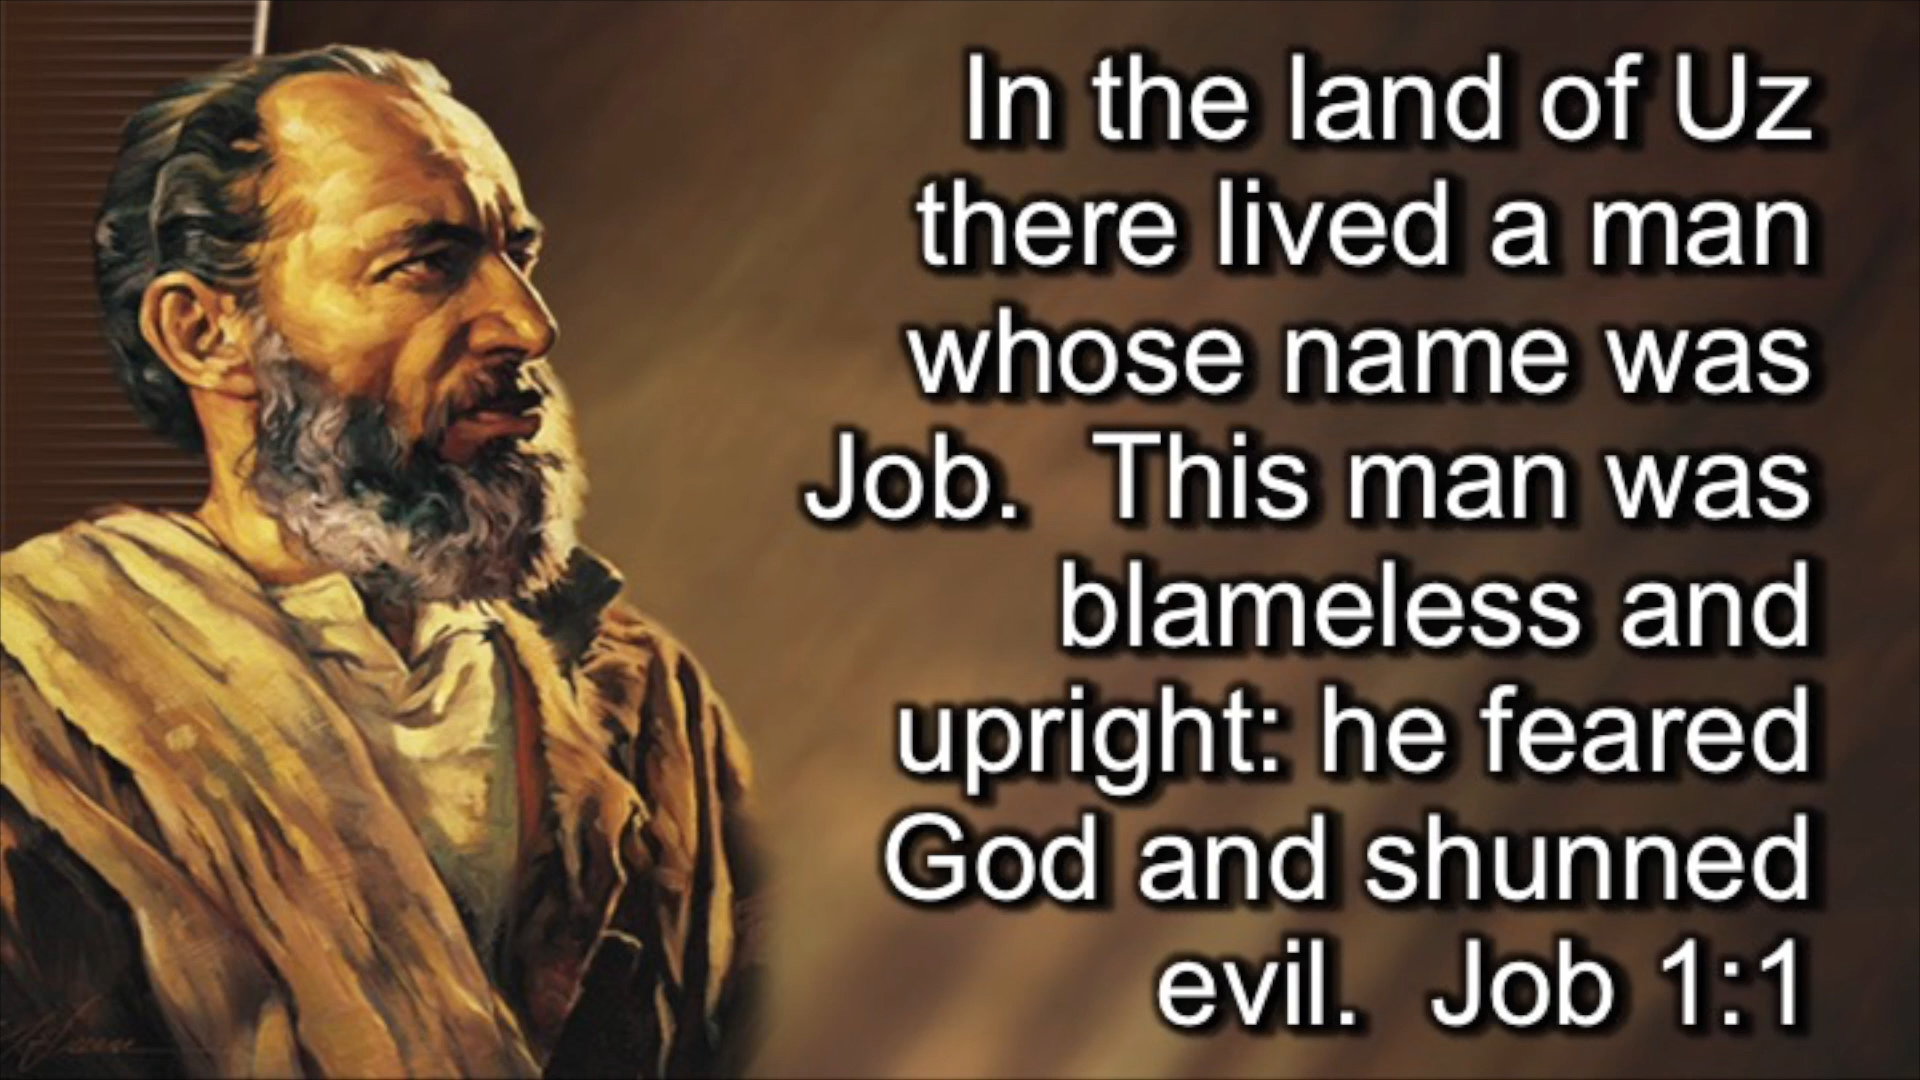 In the land of Uz
there lived a man
whose name was
Job.  This man was
blameless and
upright: he feared
God and shunned
evil.  Job 1:1